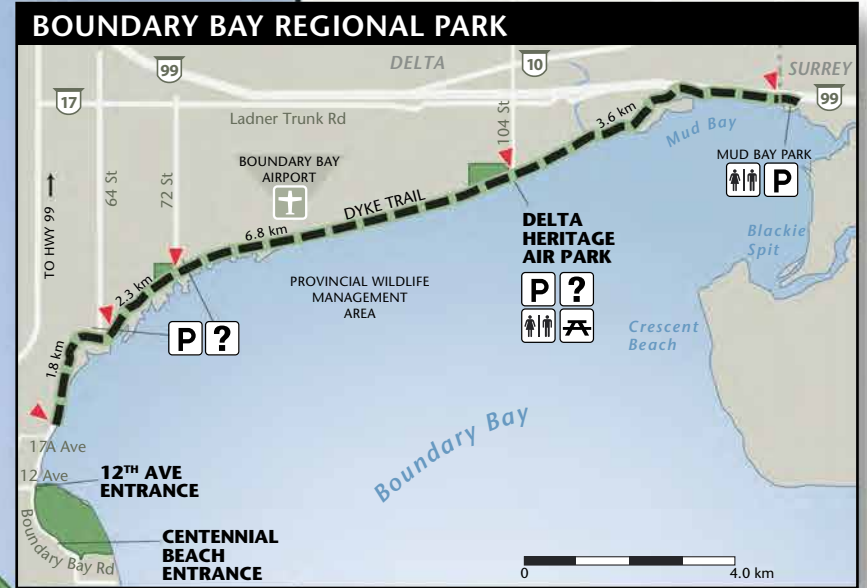 BOUNDARY BAY REGIONAL PARK
DELTA
SURREY
99
10
17
99
Ladner Trunk Rd
104 St
3.6 km
Mud Bay
MUD BAY PARK
P
TO HWY 99
64 St
72 St
BOUNDARY BAY
AIRPORT
DYKE TRAIL
6.8 km
2.3 km
1.8 km
P ?
PROVINCIAL WILDLIFE
MANAGEMENT
AREA
DELTA
HERITAGE
AIR PARK
P ?
Blackie
Spit
Crescent
Beach
Boundary Bay
17A Ave
12 Ave
12TH AVE
ENTRANCE
CENTENNIAL
BEACH
ENTRANCE
Boundary Bay Rd
0 4.0 km